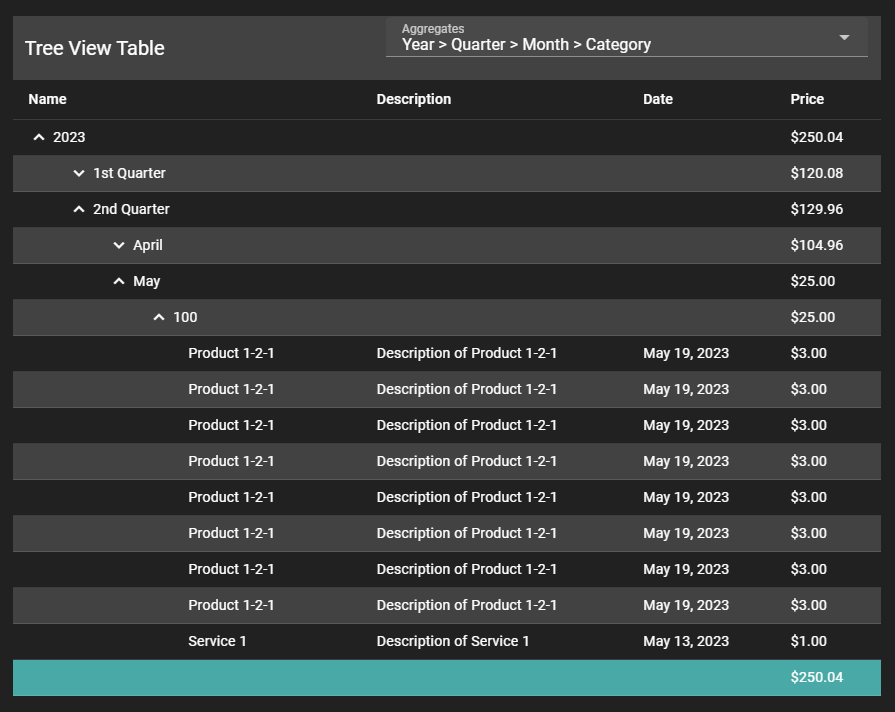 Tree View Table
Aggregates
Year > Quarter > Month > Category
Name Description Date Price
2023 $250.04
1st Quarter $120.08
2nd Quarter $129.96
April $104.96
May $25.00
100 $25.00
Product 1-2-1 Description of Product 1-2-1 May 19, 2023 $3.00
Product 1-2-1 Description of Product 1-2-1 May 19, 2023 $3.00
Product 1-2-1 Description of Product 1-2-1 May 19, 2023 $3.00
Product 1-2-1 Description of Product 1-2-1 May 19, 2023 $3.00
Product 1-2-1 Description of Product 1-2-1 May 19, 2023 $3.00
Product 1-2-1 Description of Product 1-2-1 May 19, 2023 $3.00
Product 1-2-1 Description of Product 1-2-1 May 19, 2023 $3.00
Product 1-2-1 Description of Product 1-2-1 May 19, 2023 $3.00
Service 1 Description of Service 1 May 13, 2023 $1.00
$250.04